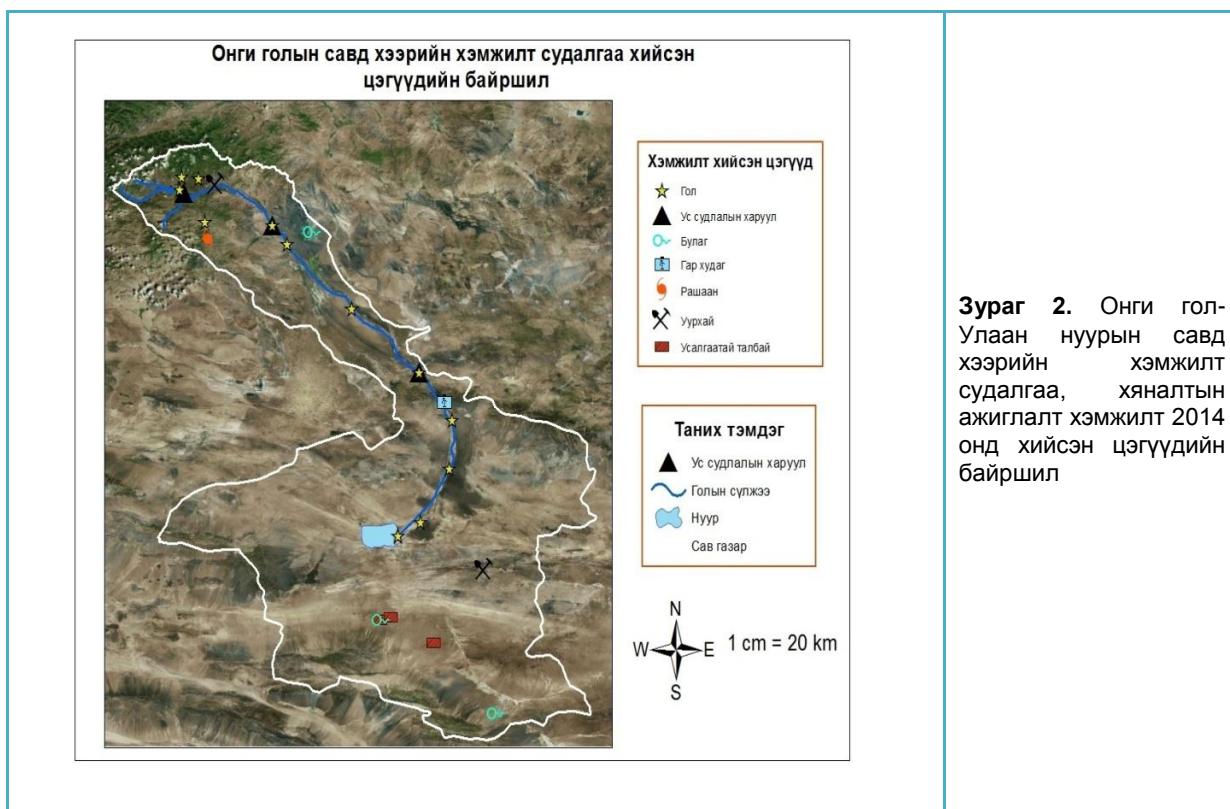 Онги голын савд хээрийн хэмжилт судалгаа хийсэн
цэгүүдийн байршил
Хэмжилт хийсэн цэгүүд
Гол
Ус судлалын харуул
Булаг
Гар худаг
Рашаан
Уурхай
Усалгаатай талбай
Таних тэмдэг
Ус судлалын харуул
Голын сүлжээ
Нуур
Сав газар
N
W
E
S
1 cm = 20 km
Зураг 2. Онги гол-
Улаан нуурын савд
хээрийн хэмжилт
судалгаа, хяналтын
ажиглалт хэмжилт 2014
онд хийсэн цэгүүдийн
байршил